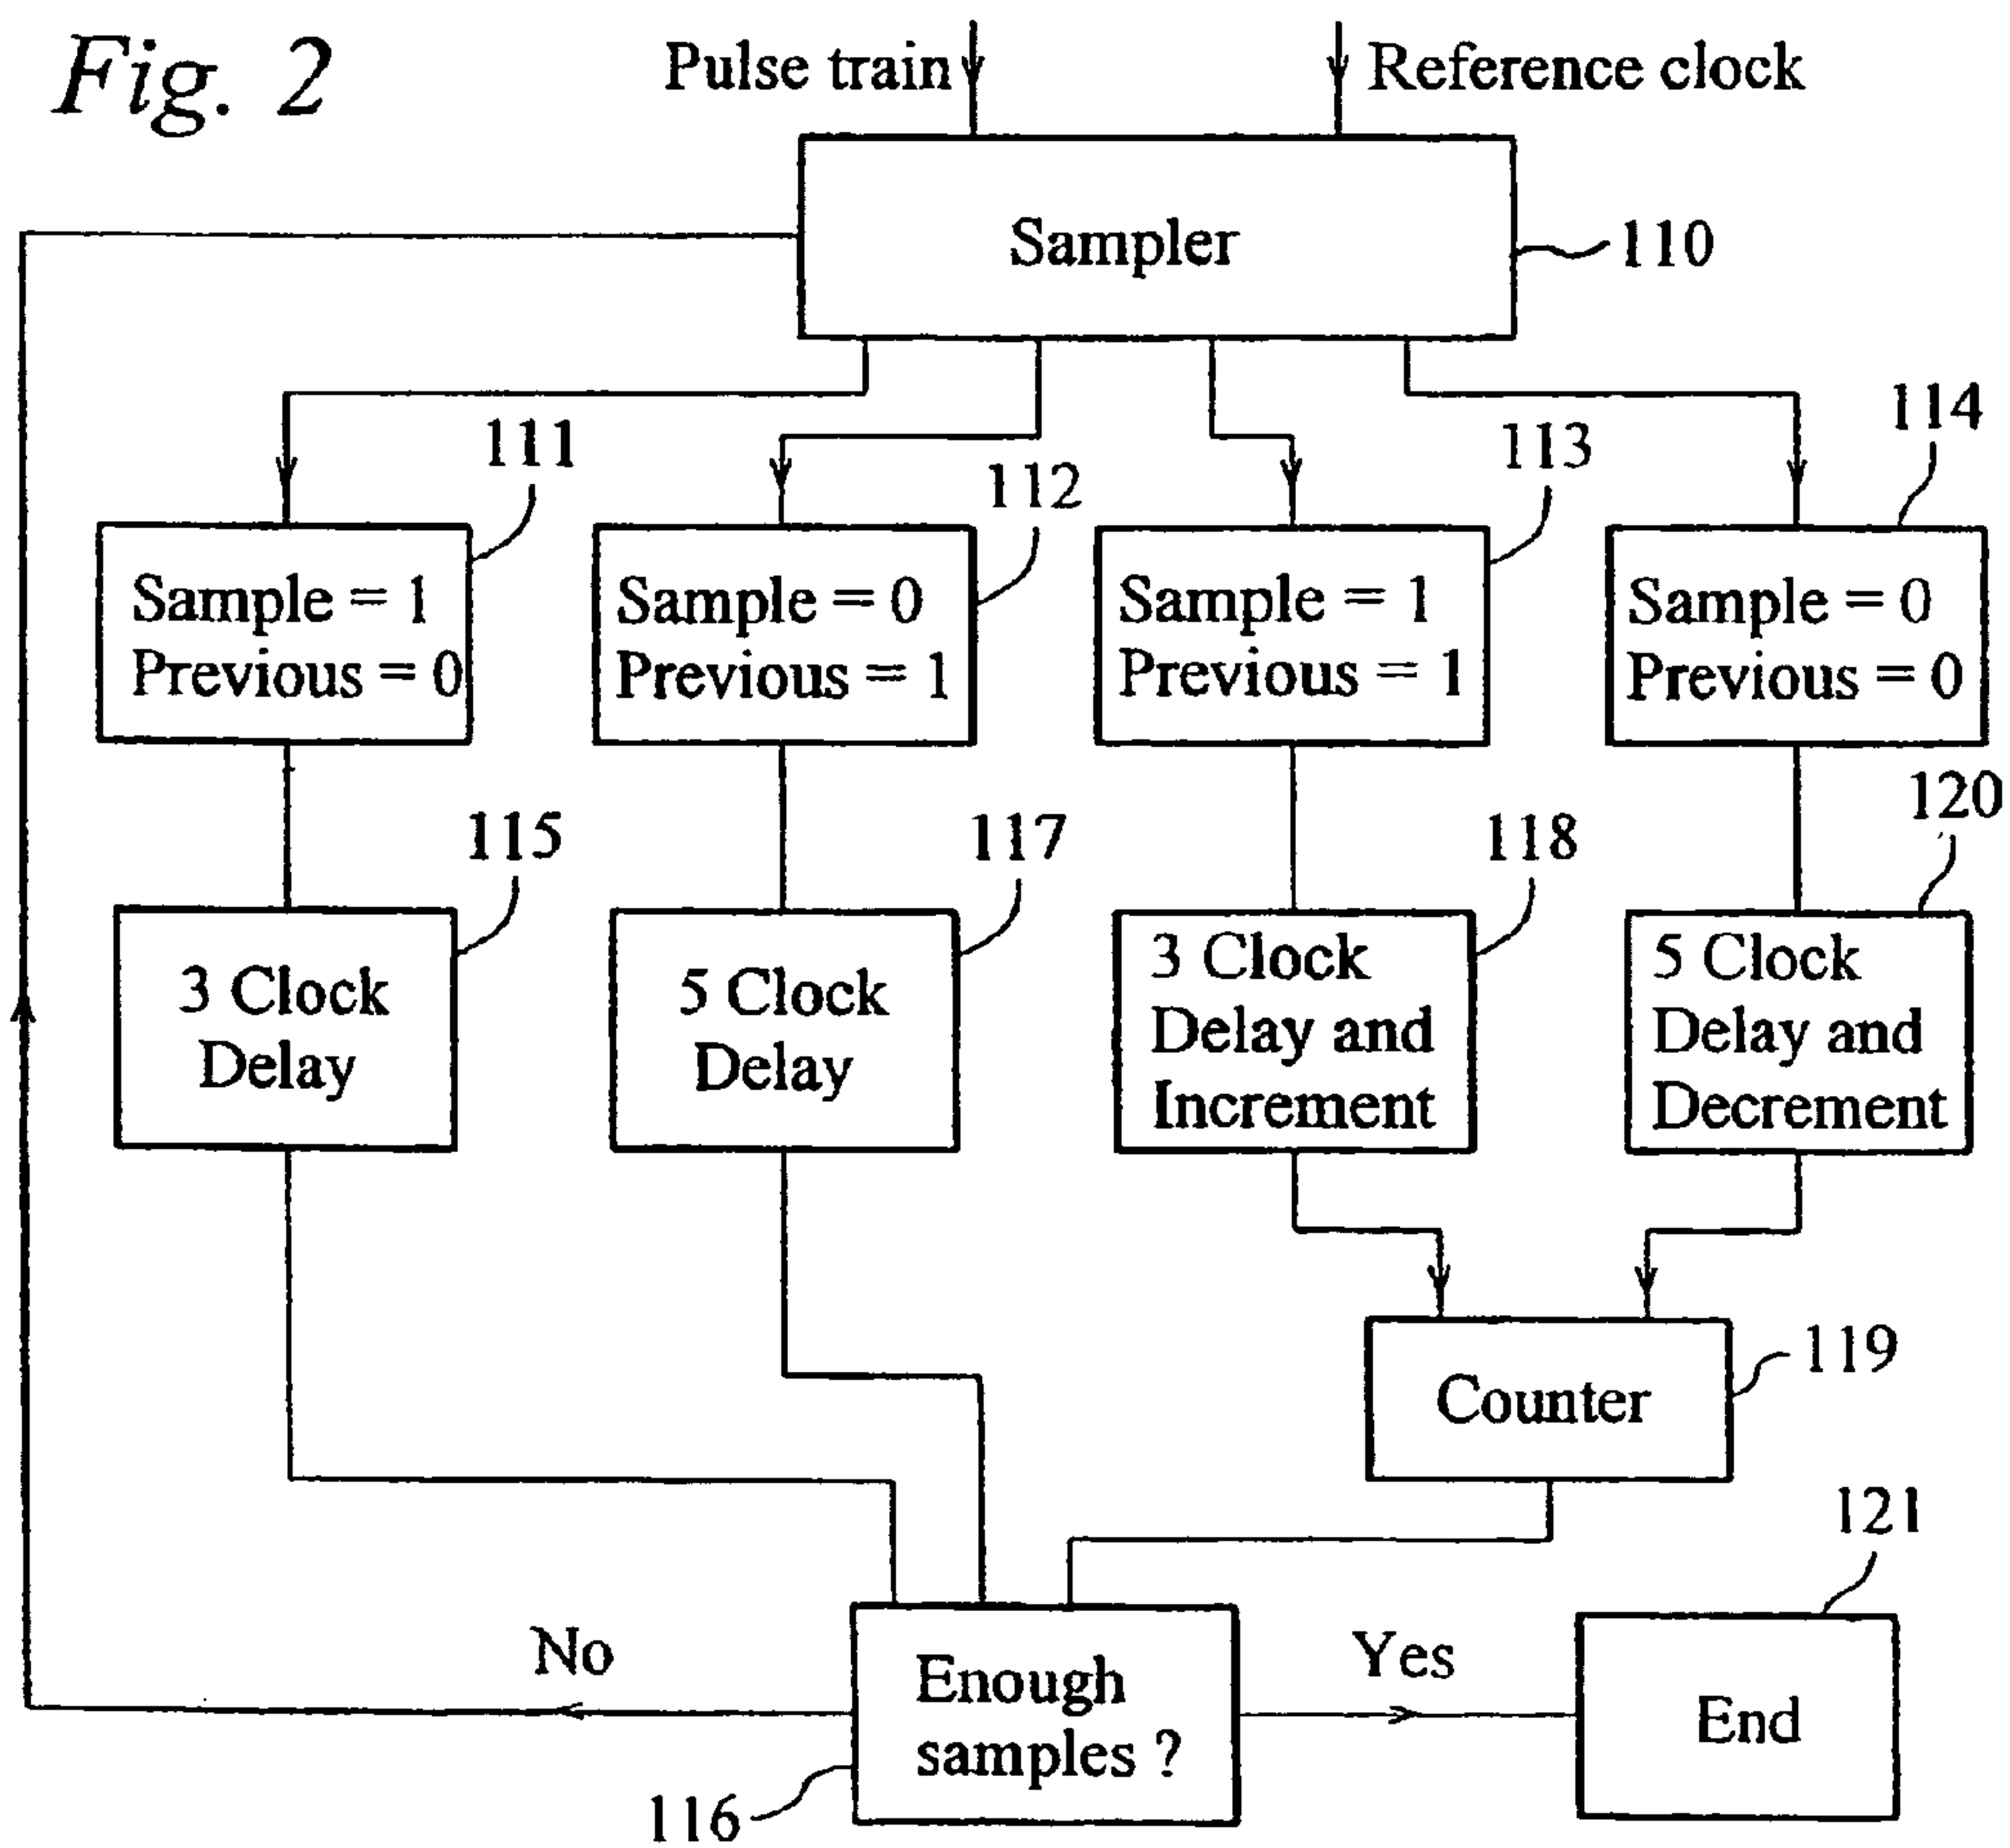 Fig. 2
Pulse train
Reference clock
Sampler
110
111
112
113
114
Sample = 1
Previous = 0
Sample = 0
Previous = 1
Sample = 1
Previous = 1
Sample = 0
Previous = 0
115
117
118
120
3 Clock
Delay
5 Clock
Delay
3 Clock
Delay and
Increment
5 Clock
Delay and
Decrement
Counter
119
121
No
Enough
samples ?
Yes
End
116